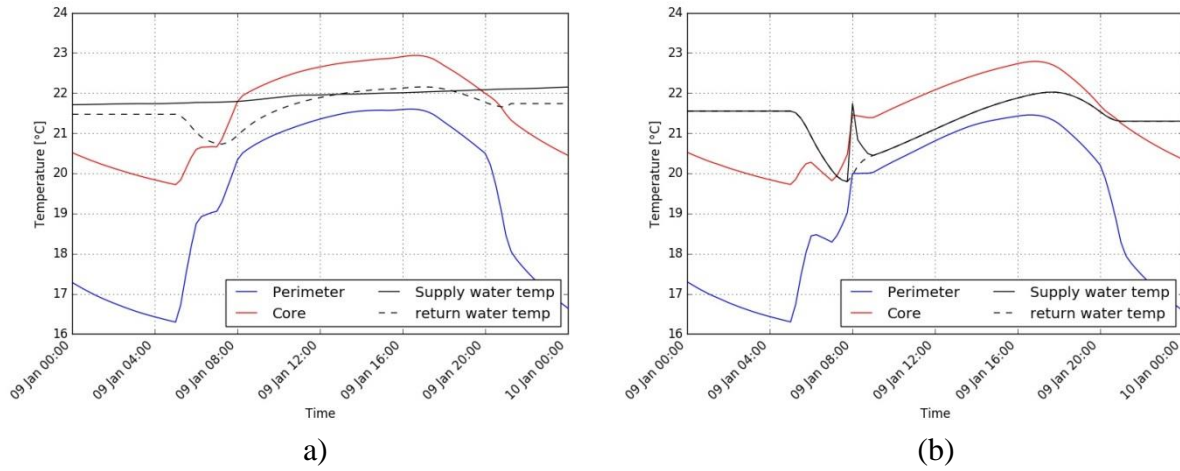 24
23
22
21
20
19
18
17
16
Temperature [°C]
Perimeter
Core
Supply water temp
return water temp
09 Jan 00:00
09 Jan 04:00
09 Jan 08:00
09 Jan 12:00
09 Jan 16:00
09 Jan 20:00
10 Jan 00:00
Time
a)
24
23
22
21
20
19
18
17
16
Temperature [°C]
Perimeter
Core
Supply water temp
return water temp
09 Jan 00:00
09 Jan 04:00
09 Jan 08:00
09 Jan 12:00
09 Jan 16:00
09 Jan 20:00
10 Jan 00:00
Time
(b)